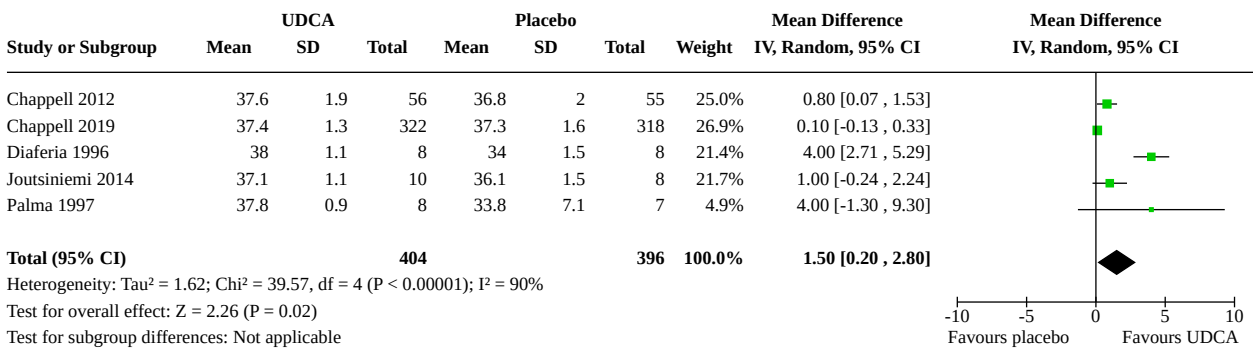 UDCA Placebo Mean Difference Mean Difference
Study or Subgroup Mean SD Total Mean SD Total Weight IV, Random, 95% CI IV, Random, 95% CI
Chappell 2012 37.6 1.9 56 36.8 2 55 25.0% 0.80 [0.07 , 1.53]
Chappell 2019 37.4 1.3 322 37.3 1.6 318 26.9% 0.10 [-0.13 , 0.33]
Diaferia 1996 38 1.1 8 34 1.5 8 21.4% 4.00 [2.71 , 5.29]
Joutsiniemi 2014 37.1 1.1 10 36.1 1.5 8 21.7% 1.00 [-0.24 , 2.24]
Palma 1997 37.8 0.9 8 33.8 7.1 7 4.9% 4.00 [-1.30 , 9.30]
Total (95% CI) 404 396 100.0% 1.50 [0.20 , 2.80]
Heterogeneity: Tau² = 1.62; Chi² = 39.57, df = 4 (P < 0.00001); I² = 90%
Test for overall effect: Z = 2.26 (P = 0.02)
Test for subgroup differences: Not applicable
-10 -5 0 5 10
Favours placebo Favours UDCA